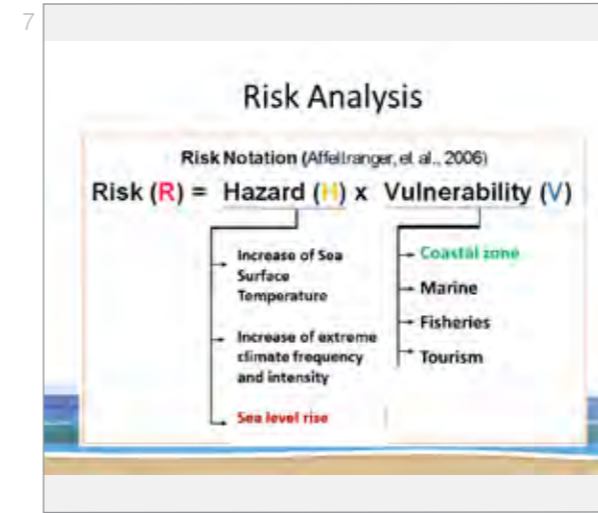 7
Risk Analysis
Risk Notation (Affeltranger, et al., 2006)
Risk (R) = Hazard (H) x Vulnerability (V)
Increase of Sea
Surface
Temperature
Increase of extreme
climate frequency
and intensity
Sea level rise
Coastal zone
Marine
Fisheries
Tourism